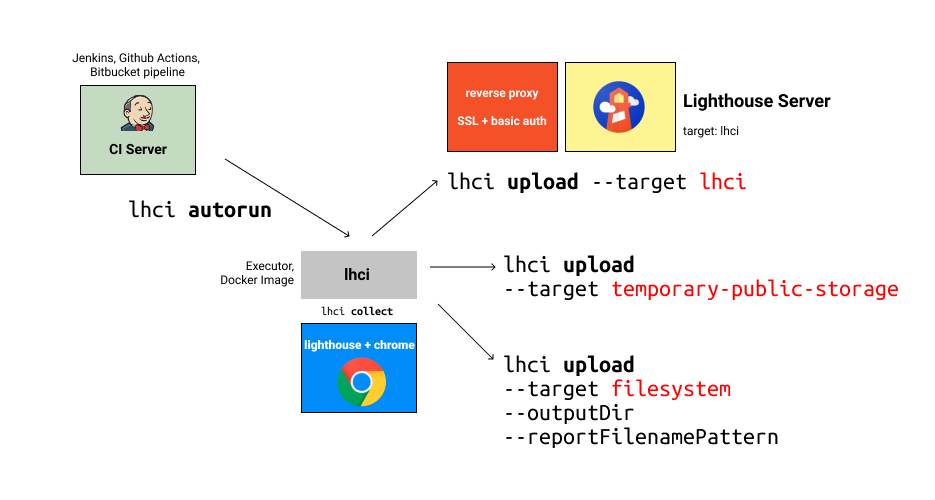 Jenkins, Github Actions,
Bitbucket pipeline
CI Server
lhci autorun
reverse proxy
SSL + basic auth
Lighthouse Server
target: lhci
lhci upload --target lhci
Executor,
Docker Image
lhci
lhci collect
lighthouse + chrome
lhci upload
--target temporary-public-storage
lhci upload
--target filesystem
--outputDir
--reportFilenamePattern